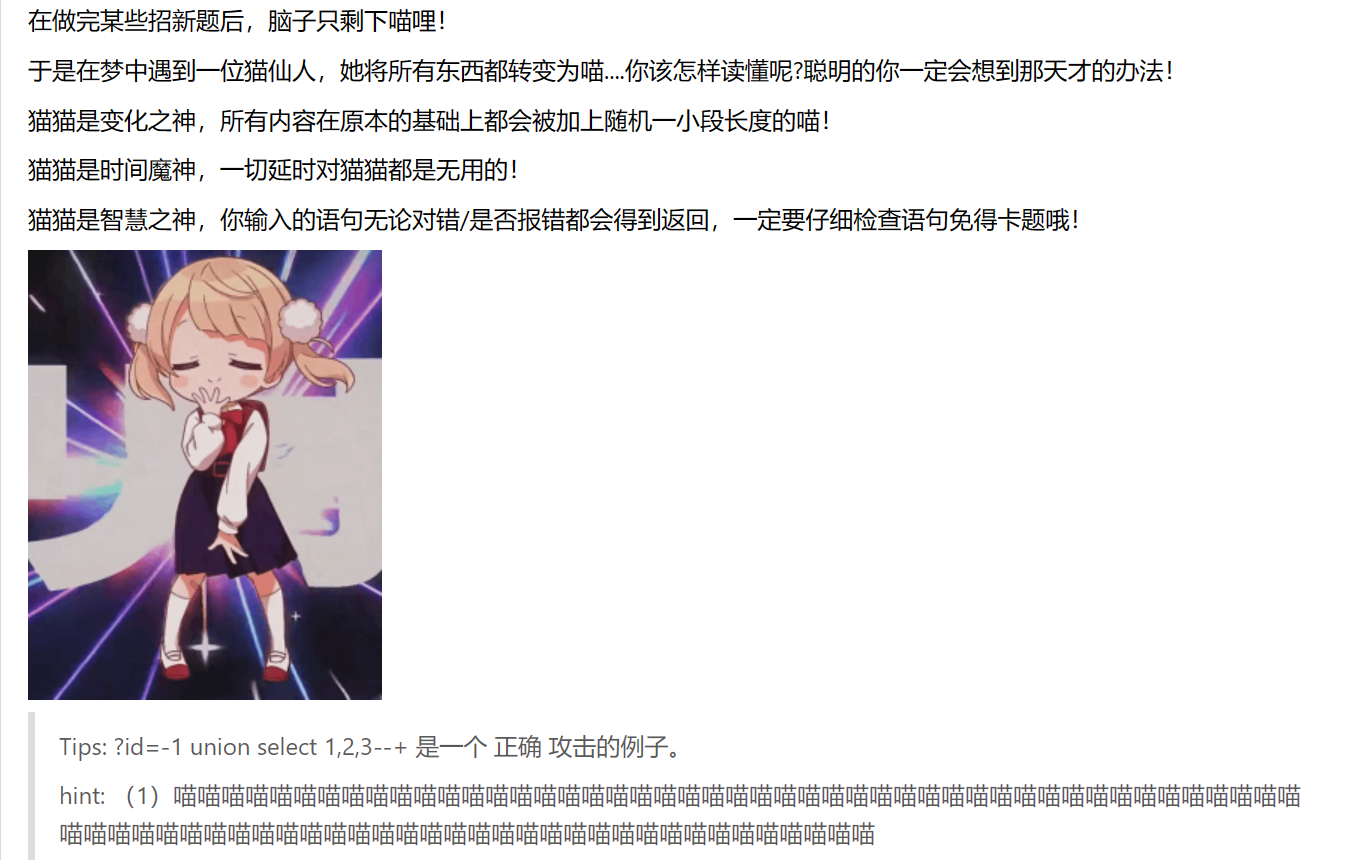 在做完某些招新题后，脑子只剩下喵哩！
于是在梦中遇到一位猫仙人，她将所有东西都转变为喵....你该怎样读懂呢?聪明的你一定会想到那天才的办法！
猫猫是变化之神，所有内容在原本的基础上都会被加上随机一小段长度的喵！
猫猫是时间魔神，一切延时对猫猫都是无用的！
猫猫是智慧之神，你输入的语句无论对错/是否报错都会得到返回，一定要仔细检查语句免得卡题哦！
Tips: ?id=-1 union select 1,2,3--+ 是一个 正确 攻击的例子。
hint: （1）喵喵喵喵喵喵喵喵喵喵喵喵喵喵喵喵喵喵喵喵喵喵喵喵喵喵喵喵喵喵喵喵喵喵喵喵喵喵喵喵喵喵喵喵喵喵喵
喵喵喵喵喵喵喵喵喵喵喵喵喵喵喵喵喵喵喵喵喵喵喵喵喵喵喵喵喵喵喵喵喵喵